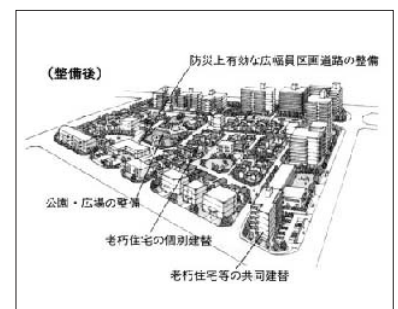 防災上有効な広幅員区画道路の整備
（整備後）
公園・広場の整備
老朽住宅の個別建替
老朽住宅等の共同建替